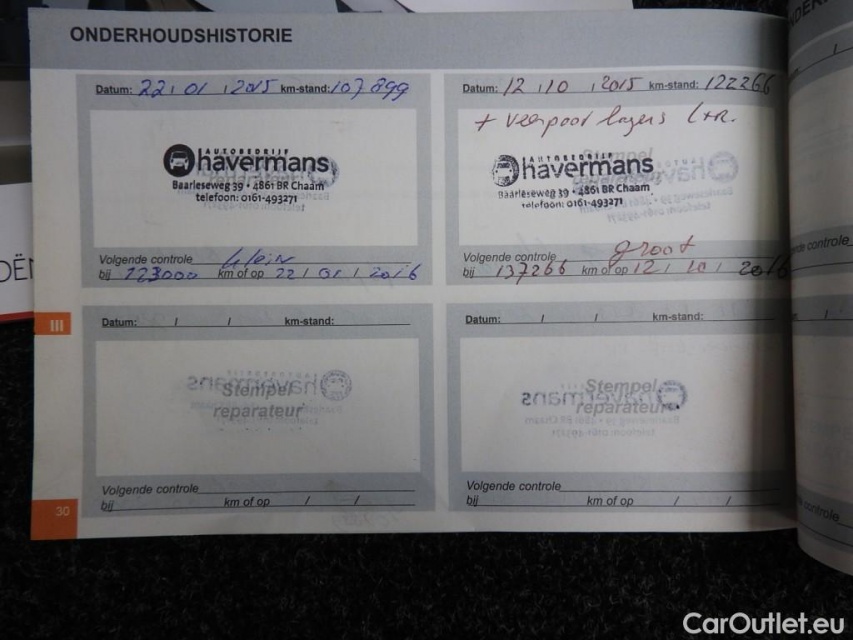 ONDERHOUDSHISTORIE
Datum: 22 / 01 / 2015 km-stand: 107899
AUTOBEDRIJF
havermans
Baarleseweg 39 • 4861 BR Chaam
telefoon: 0161-493271
Volgende controle klein
bij 123000 km of op 22 / 01 / 2016
Datum: 12 / 10 / 2015 km-stand: 122266
+ Veerpoot lagers L+R.
Stempel
AUTOBEDRIJF
havermans
Baarleseweg 39 • 4861 BR Chaam
telefoon: 0161-493271
Volgende controle groot
bij 137266 km of op 12 / 10 / 2016
III
Datum: / / km-stand:
Stempel
reparateur
Volgende controle
bij km of op / /
Datum: / / km-stand:
Stempel
reparateur
Volgende controle
bij km of op / /
30
CarOutlet.eu